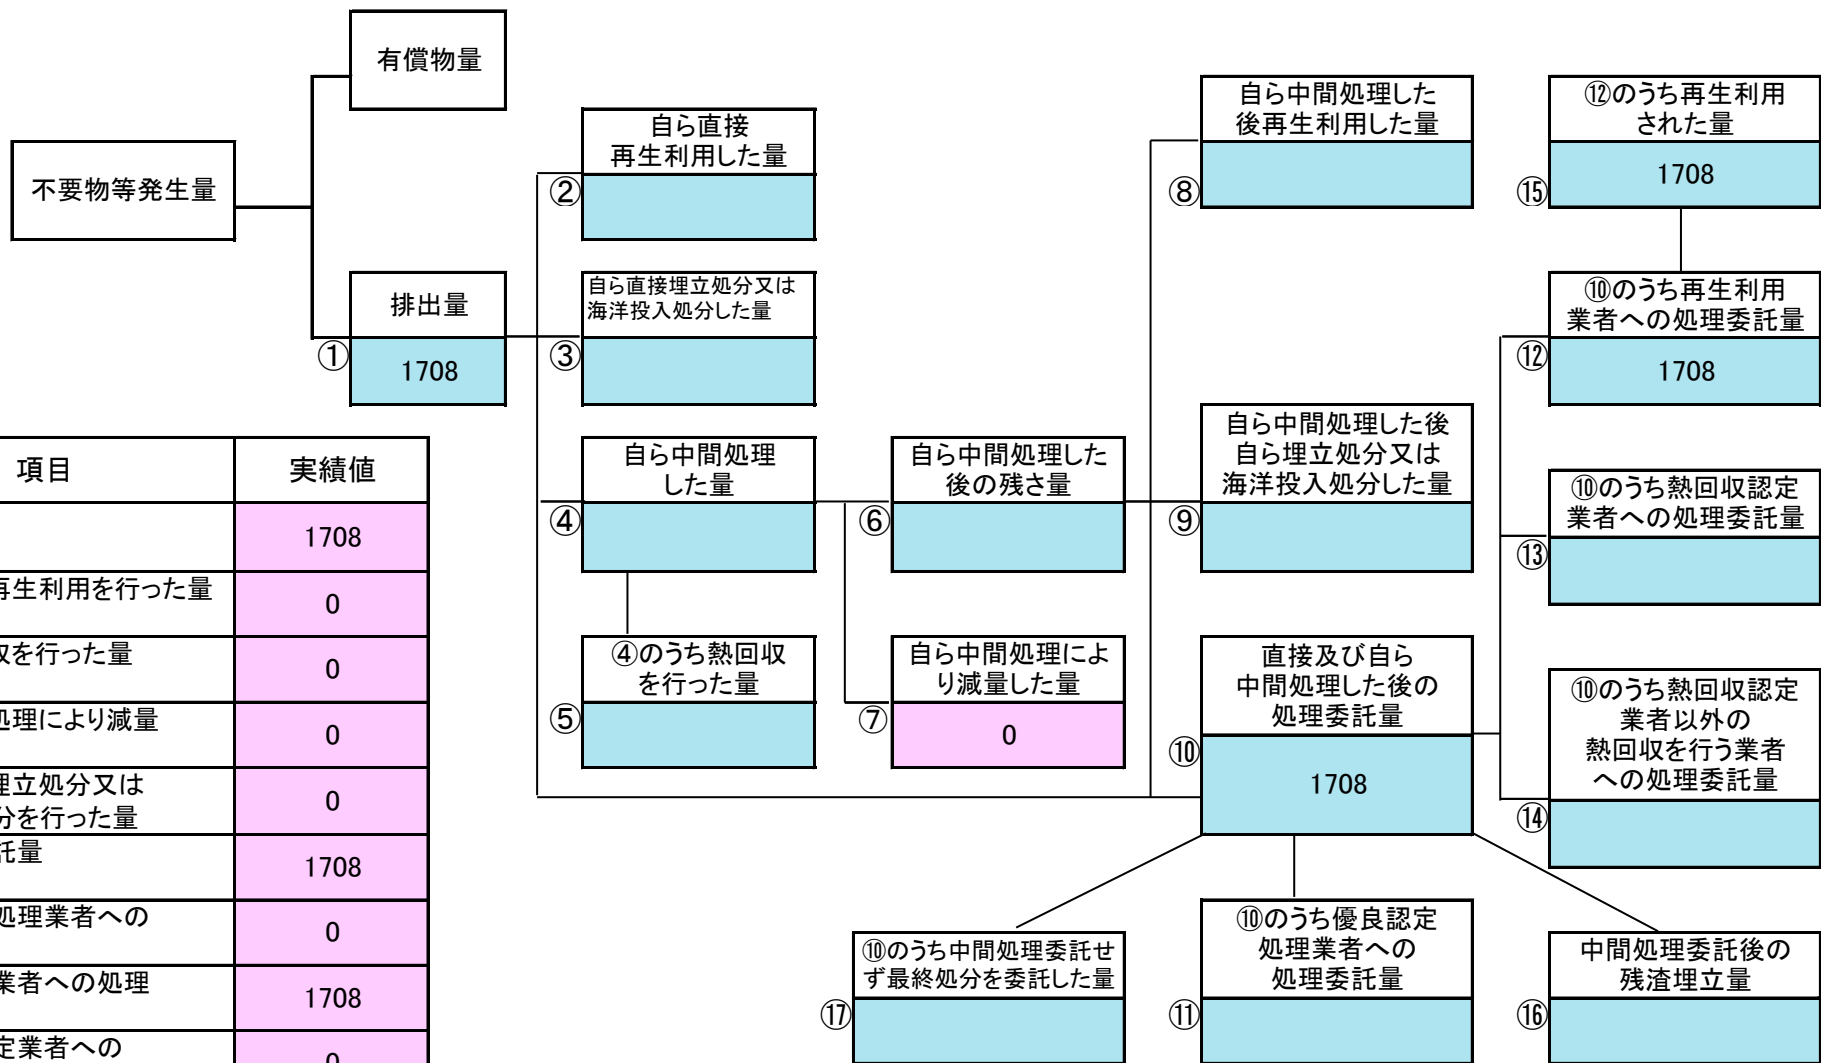 有償物量
不要物等発生量
排出量
①
1708
自ら直接
再生利用した量
②
自ら直接埋立処分又は
海洋投入処分した量
③
自ら中間処理
した量
④
④のうち熱回収
を行った量
⑤
自ら中間処理した
後の残さ量
⑥
自ら中間処理によ
り減量した量
⑦
0
自ら中間処理した
後再生利用した量
⑧
自ら中間処理した後
自ら埋立処分又は
海洋投入処分した量
⑨
直接及び自ら
中間処理した後の
処理委託量
⑩
1708
⑫のうち再生利用
された量
⑮
1708
⑩のうち再生利用
業者への処理委託量
⑫
1708
⑩のうち熱回収認定
業者への処理委託量
⑬
⑩のうち熱回収認定
業者以外の
熱回収を行う業者
への処理委託量
⑭
⑩のうち中間処理委託せ
ず最終処分を委託した量
⑰
⑩のうち優良認定
処理業者への
処理委託量
⑪
中間処理委託後の
残渣埋立量
⑯
項目 実績値
1708
再生利用を行った量 0
収を行った量 0
処理により減量 0
埋立処分又は
分を行った量 0
託量 1708
処理業者への 0
業者への処理 1708
定業者への 0